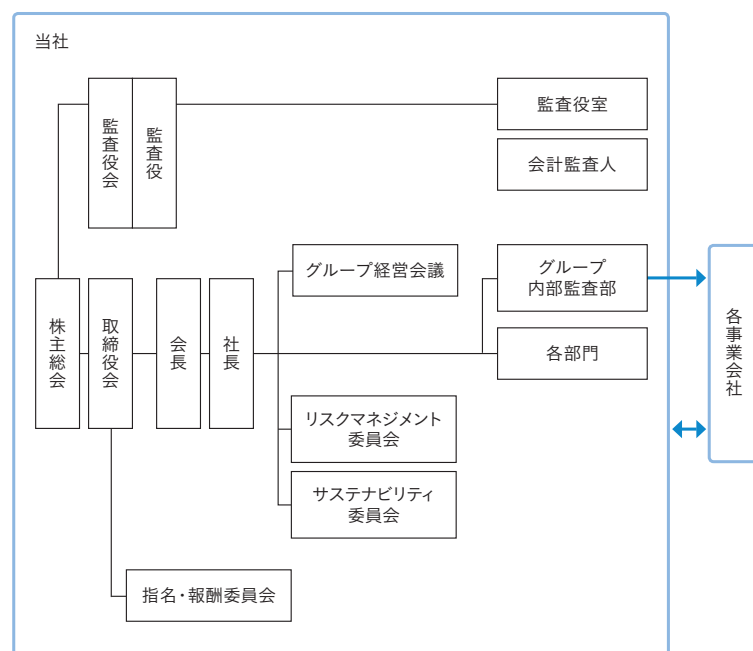 当社
監査役会
監査役
監査役室
会計監査人
グループ経営会議
グループ
内部監査部
株主総会
取締役会
会長
社長
各部門
各事業会社
リスクマネジメント
委員会
サステナビリティ
委員会
指名・報酬委員会